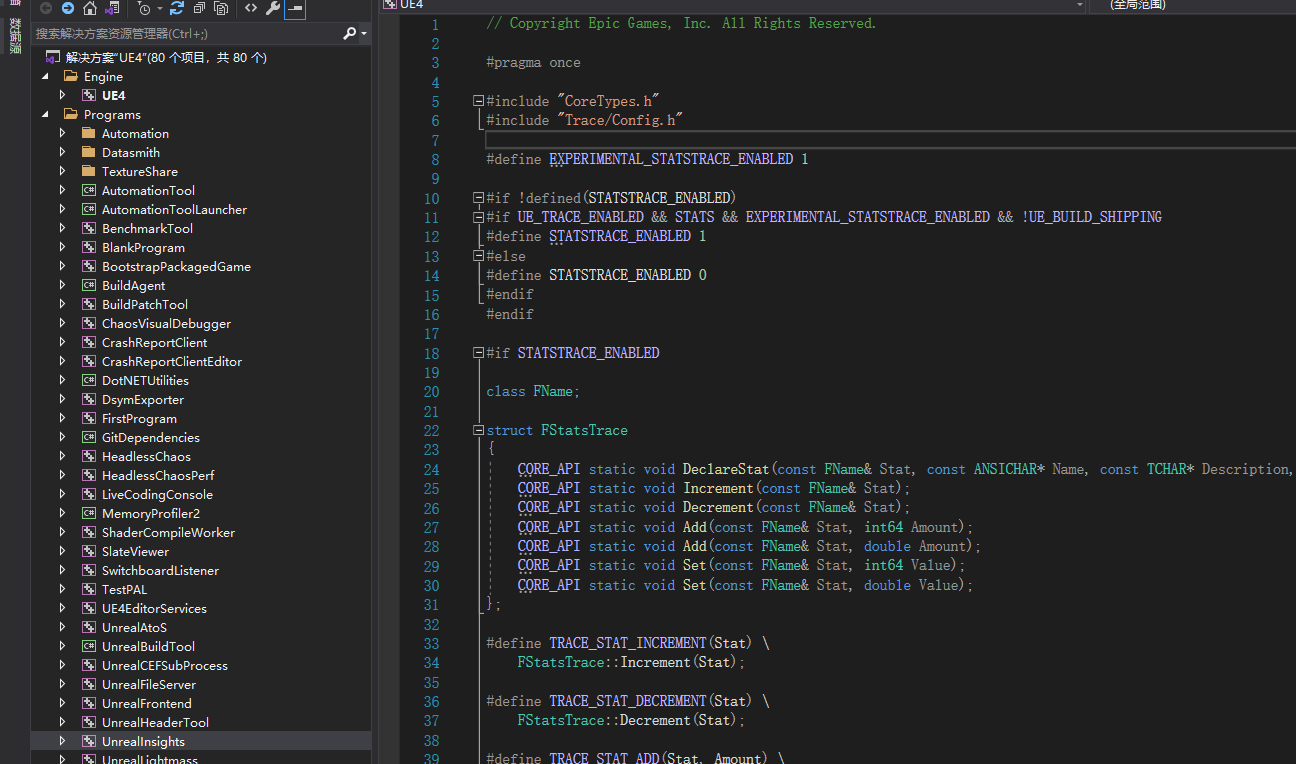 数据源
搜索解决方案资源管理器(Ctrl+;)
解决方案"UE4"(80 个项目，共 80 个)
Engine
UE4
Programs
Automation
Datasmith
TextureShare
AutomationTool
AutomationToolLauncher
BenchmarkTool
BlankProgram
BootstrapPackagedGame
BuildAgent
BuildPatchTool
ChaosVisualDebugger
CrashReportClient
CrashReportClientEditor
DotNETUtilities
DsymExporter
FirstProgram
GitDependencies
HeadlessChaos
HeadlessChaosPerf
LiveCodingConsole
MemoryProfiler2
ShaderCompileWorker
SlateViewer
SwitchboardListener
TestPAL
UE4EditorServices
UnrealAtoS
UnrealBuildTool
UnrealCEFSubProcess
UnrealFileServer
UnrealFrontend
UnrealHeaderTool
UnrealInsights
UnrealLightmass
UE4
(全局范围)
1 // Copyright Epic Games, Inc. All Rights Reserved.
2
3 #pragma once
4
5 #include "CoreTypes.h"
6 #include "Trace/Config.h"
7
8 #define EXPERIMENTAL_STATSTRACE_ENABLED 1
9
10 #if !defined(STATSTRACE_ENABLED)
11 #if UE_TRACE_ENABLED && STATS && EXPERIMENTAL_STATSTRACE_ENABLED && !UE_BUILD_SHIPPING
12 #define STATSTRACE_ENABLED 1
13 #else
14 #define STATSTRACE_ENABLED 0
15 #endif
16 #endif
17
18 #if STATSTRACE_ENABLED
19
20 class FName;
21
22 struct FStatsTrace
23 {
24 CORE_API static void DeclareStat(const FName& Stat, const ANSICHAR* Name, const TCHAR* Description,
25 CORE_API static void Increment(const FName& Stat);
26 CORE_API static void Decrement(const FName& Stat);
27 CORE_API static void Add(const FName& Stat, int64 Amount);
28 CORE_API static void Add(const FName& Stat, double Amount);
29 CORE_API static void Set(const FName& Stat, int64 Value);
30 CORE_API static void Set(const FName& Stat, double Value);
31 };
32
33 #define TRACE_STAT_INCREMENT(Stat) \
34 FStatsTrace::Increment(Stat);
35
36 #define TRACE_STAT_DECREMENT(Stat) \
37 FStatsTrace::Decrement(Stat);
38
39 #define TRACE_STAT_ADD(Stat, Amount) \